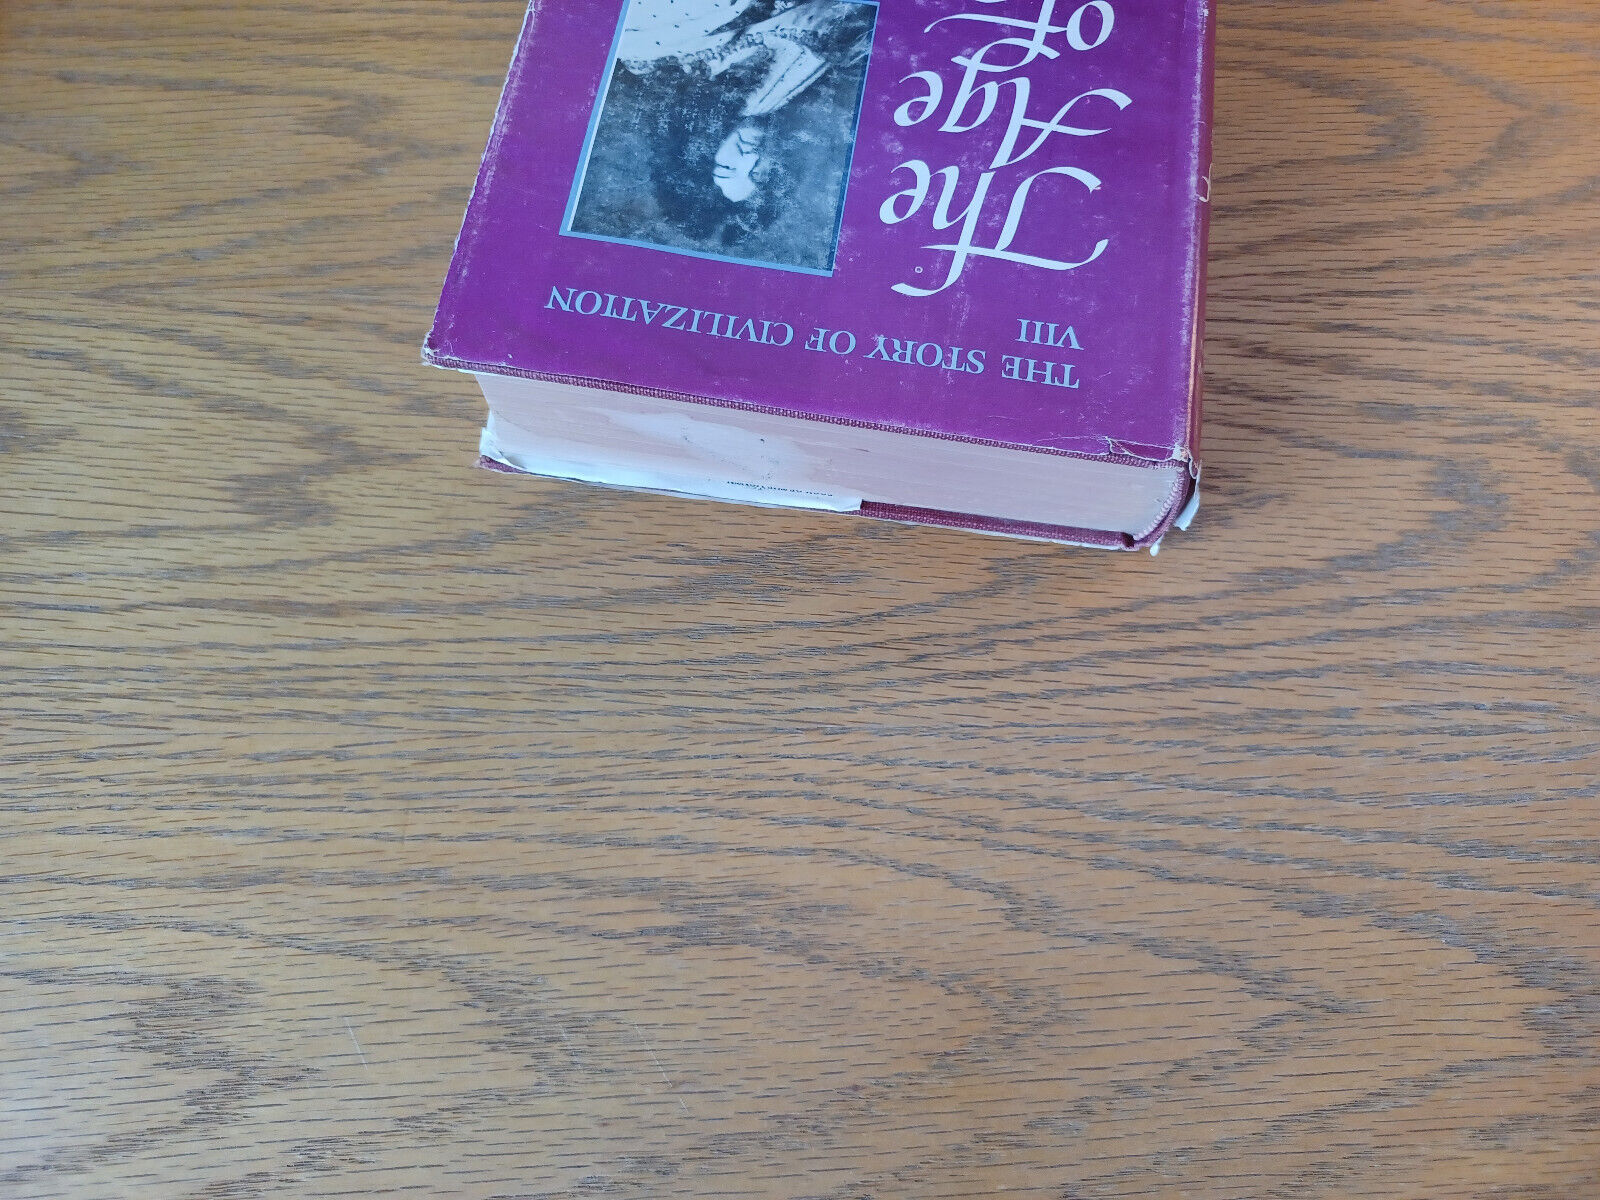 THE STORY OF CIVILIZATION
VIII
The
Age
of